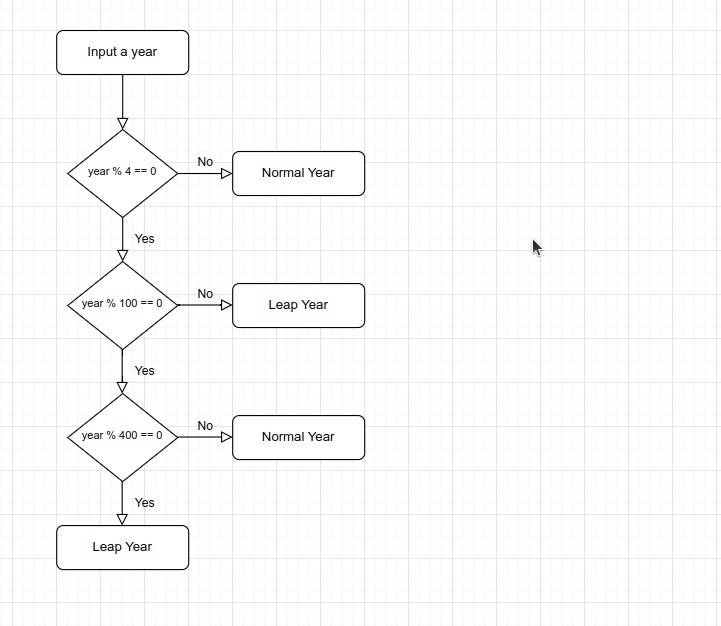 Input a year
year % 4 == 0
No
Normal Year
Yes
year % 100 == 0
No
Leap Year
Yes
year % 400 == 0
No
Normal Year
Yes
Leap Year